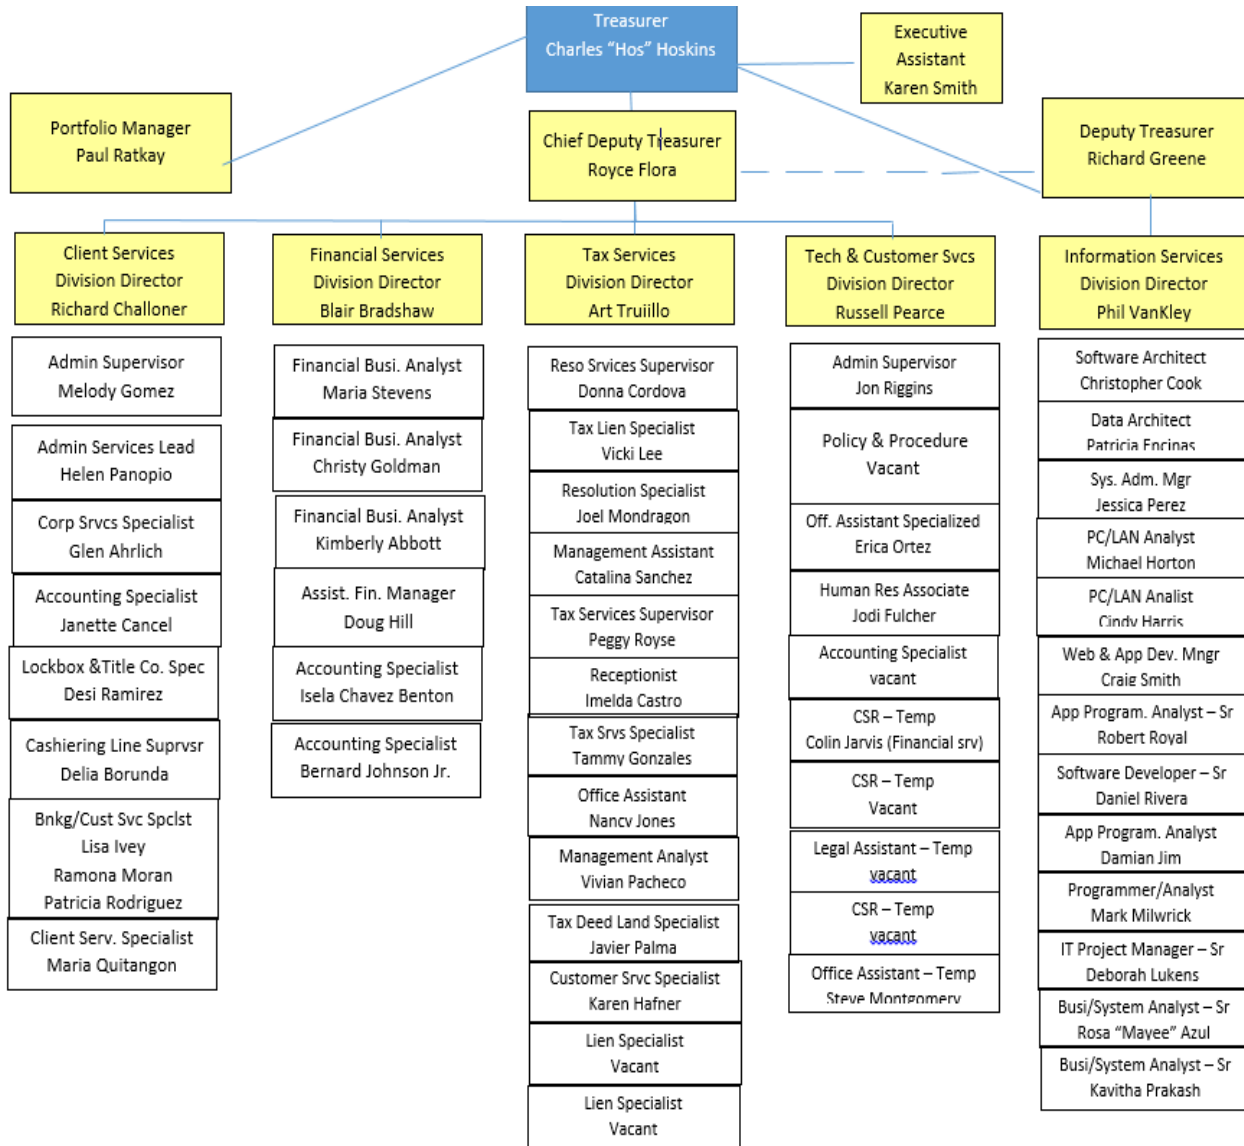 Treasurer
Charles “Hos” Hoskins
Executive
Assistant
Karen Smith
Portfolio Manager
Paul Ratkay
Chief Deputy Treasurer
Royce Flora
Deputy Treasurer
Richard Greene
Client Services
Division Director
Richard Challoner
Admin Supervisor
Melody Gomez
Admin Services Lead
Helen Panopio
Corp Srvcs Specialist
Glen Ahrlich
Accounting Specialist
Janette Cancel
Lockbox &Title Co. Spec
Desi Ramirez
Cashiering Line Suprvsr
Delia Borunda
Bnkg/Cust Svc Spclst
Lisa Ivey
Ramona Moran
Patricia Rodriguez
Client Serv. Specialist
Maria Quitangon
Financial Services
Division Director
Blair Bradshaw
Financial Busi. Analyst
Maria Stevens
Financial Busi. Analyst
Christy Goldman
Financial Busi. Analyst
Kimberly Abbott
Assist. Fin. Manager
Doug Hill
Accounting Specialist
Isela Chavez Benton
Accounting Specialist
Bernard Johnson Jr.
Tax Services
Division Director
Art Trujillo
Reso Srvices Supervisor
Donna Cordova
Tax Lien Specialist
Vicki Lee
Resolution Specialist
Joel Mondragon
Management Assistant
Catalina Sanchez
Tax Services Supervisor
Peggy Royse
Receptionist
Imelda Castro
Tax Srvs Specialist
Tammy Gonzales
Office Assistant
Nancy Jones
Management Analyst
Vivian Pacheco
Tax Deed Land Specialist
Javier Palma
Customer Srvc Specialist
Karen Hafner
Lien Specialist
Vacant
Lien Specialist
Vacant
Tech & Customer Svcs
Division Director
Russell Pearce
Admin Supervisor
Jon Riggins
Policy & Procedure
Vacant
Off. Assistant Specialized
Erica Ortez
Human Res Associate
Jodi Fulcher
Accounting Specialist
vacant
CSR – Temp
Colin Jarvis (Financial srv)
CSR – Temp
Vacant
Legal Assistant – Temp
vacant
CSR – Temp
vacant
Office Assistant – Temp
Steve Montgomery
Information Services
Division Director
Phil VanKley
Software Architect
Christopher Cook
Data Architect
Patricia Encinas
Sys. Adm. Mgr
Jessica Perez
PC/LAN Analyst
Michael Horton
PC/LAN Analist
Cindy Harris
Web & App Dev. Mngr
Craig Smith
App Program. Analyst – Sr
Robert Royal
Software Developer – Sr
Daniel Rivera
App Program. Analyst
Damian Jim
Programmer/Analyst
Mark Milwrick
IT Project Manager – Sr
Deborah Lukens
Busi/System Analyst – Sr
Rosa “Mayee” Azul
Busi/System Analyst – Sr
Kavitha Prakash